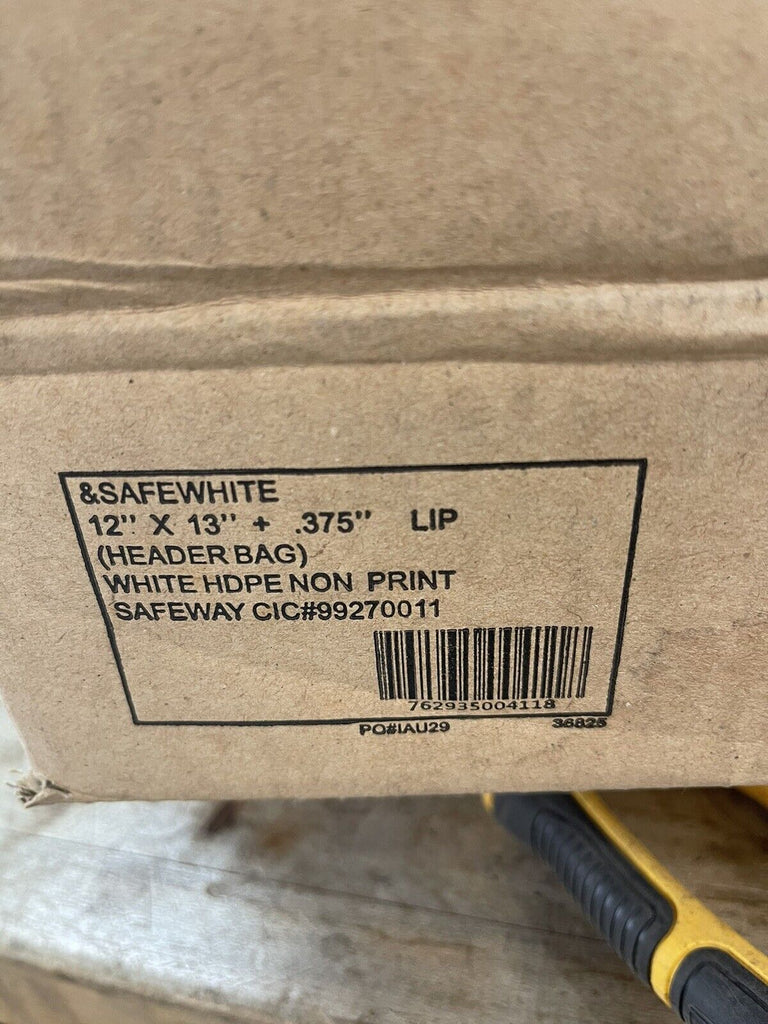 &SAFEWHITE
12" X 13" + .375" LIP
(HEADER BAG)
WHITE HDPE NON PRINT
SAFEWAY CIC#99270011
762935004118
PO#IAU29 36825